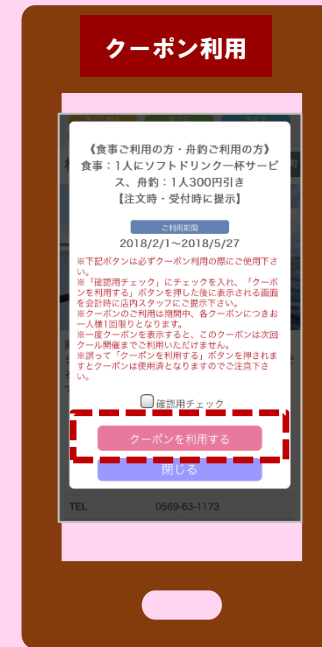 クーポン利用
《食事ご利用の方・舟釣ご利用の方》
食事：1人にソフトドリンク一杯サービ
ス、舟釣：1人300円引き
【注文時・受付時に提示】
ご利用期間
2018/2/1～2018/5/27
※下記ボタンは必ずクーポン利用の際にご使用下さ
い。
※「確認用チェック」にチェックを入れ、「クーポ
ンを利用する」ボタンを押した後に表示される画面
を会計時に店内スタッフにご提示下さい。
※クーポンのご利用は期間中、各クーポンにつきお
一人様1回限りとなります。
※一度クーポンを表示すると、このクーポンは次回
クール開催までご利用いただけません。
※誤って「クーポンを利用する」ボタンを押されま
すとクーポンは使用済となりますのでご注意下さ
い。
確認用チェック
クーポンを利用する
閉じる
TEL 0569-63-1173